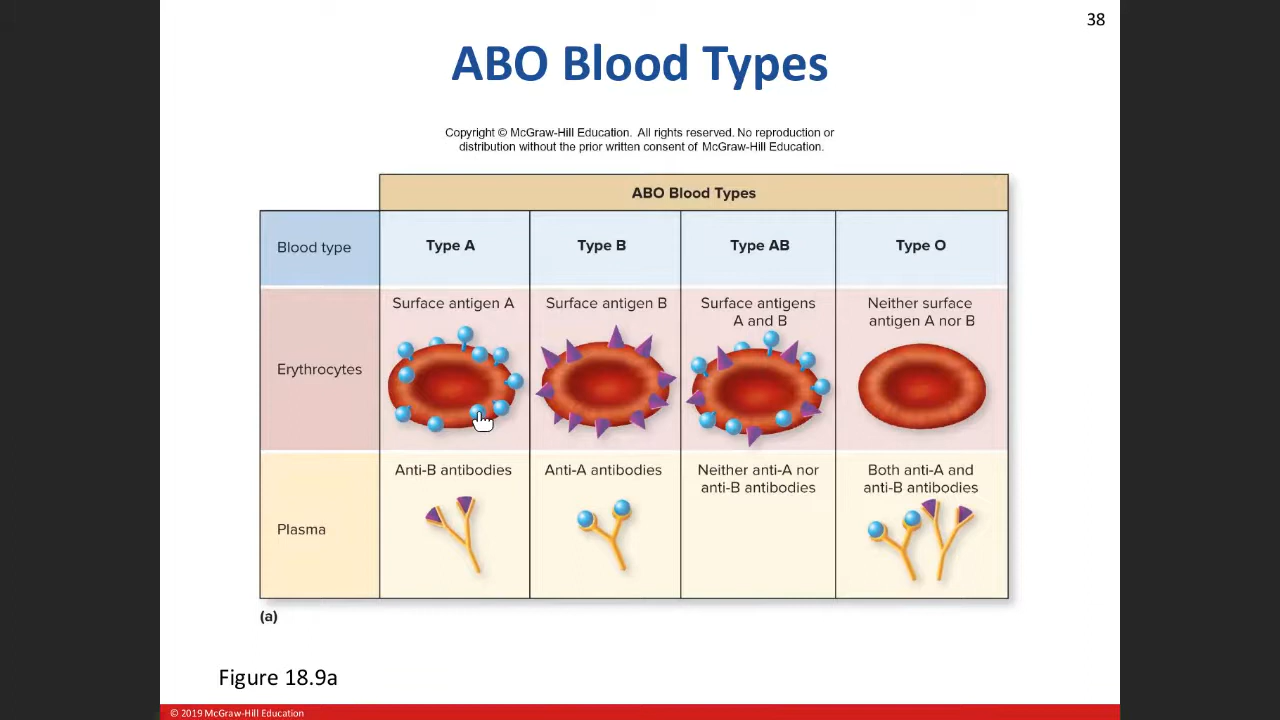 38
ABO Blood Types
Copyright © McGraw-Hill Education. All rights reserved. No reproduction or
distribution without the prior written consent of McGraw-Hill Education.
ABO Blood Types
Blood type
Type A
Type B
Type AB
Type O
Erythrocytes
Surface antigen A
Surface antigen B
Surface antigens
A and B
Neither surface
antigen A nor B
Plasma
Anti-B antibodies
Anti-A antibodies
Neither anti-A nor
anti-B antibodies
Both anti-A and
anti-B antibodies
(a)
Figure 18.9a
© 2019 McGraw-Hill Education